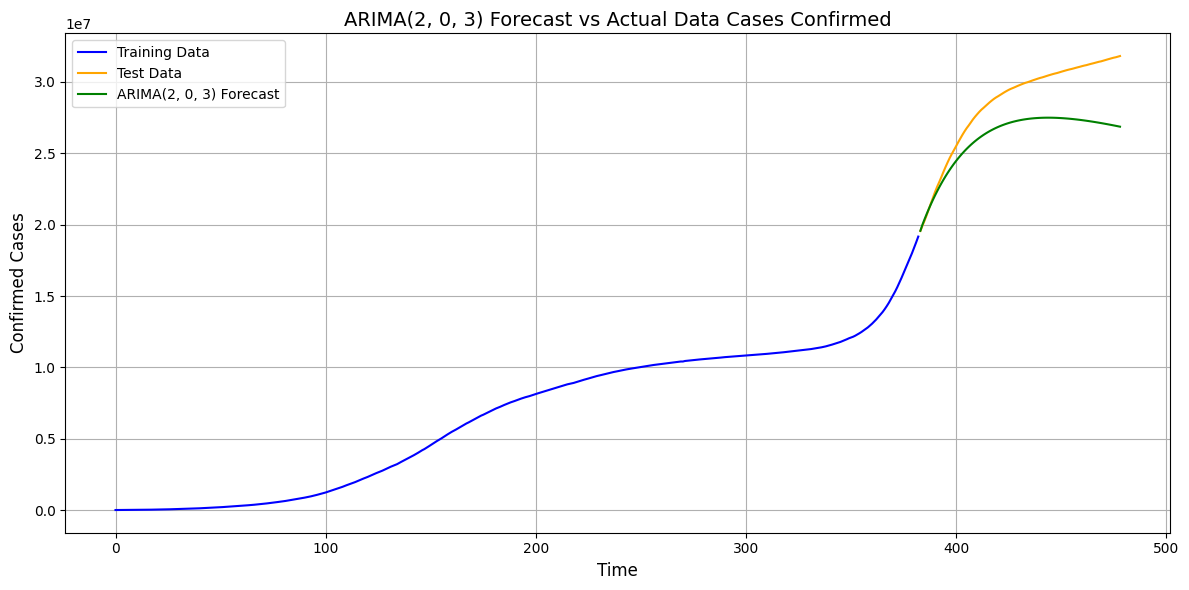 ARIMA(2, 0, 3) Forecast vs Actual Data Cases Confirmed
1e7
Training Data
Test Data
ARIMA(2, 0, 3) Forecast
3.0
2.5
2.0
1.5
1.0
0.5
0.0
Confirmed Cases
0 100 200 300 400 500
Time